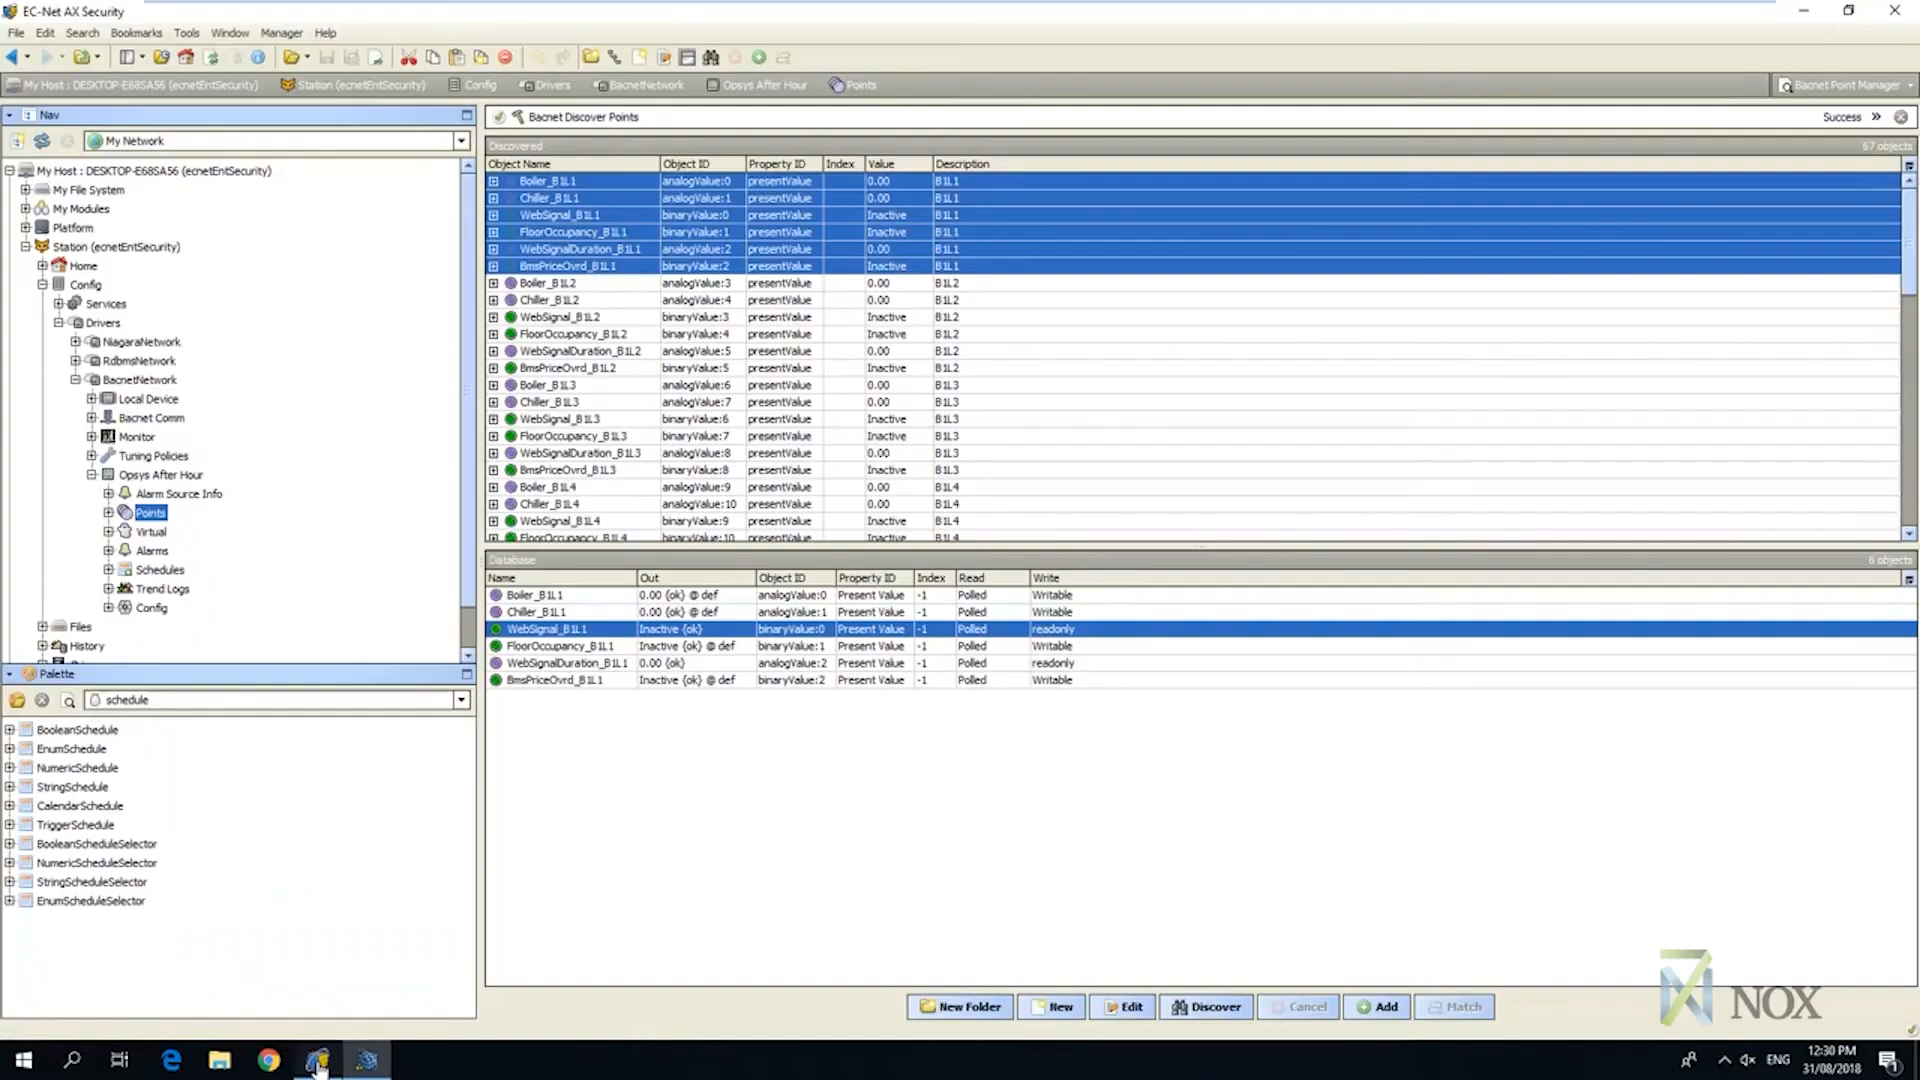 EC-Net AX Security
File Edit Search Bookmarks Tools Window Manager Help
My Host : DESKTOP-E68SA56 (ecnetEntSecurity) Station (ecnetEntSecurity) Config Drivers BacnetNetwork Opsys After Hour Points Bacnet Point Manager
Nav
My Network
My Host : DESKTOP-E68SA56 (ecnetEntSecurity)
My File System
My Modules
Platform
Station (ecnetEntSecurity)
Home
Config
Services
Drivers
NiagaraNetwork
RdbmsNetwork
BacnetNetwork
Local Device
Bacnet Comm
Monitor
Tuning Policies
Opsys After Hour
Alarm Source Info
Points
Virtual
Alarms
Schedules
Trend Logs
Config
Files
History
Palette
schedule
BooleanSchedule
EnumSchedule
NumericSchedule
StringSchedule
CalendarSchedule
TriggerSchedule
BooleanScheduleSelector
NumericScheduleSelector
StringScheduleSelector
EnumScheduleSelector
Bacnet Discover Points Success »
Discovered 67 objects
Object Name Object ID Property ID Index Value Description
Boiler_B1L1 analogValue:0 presentValue 0.00 B1L1
Chiller_B1L1 analogValue:1 presentValue 0.00 B1L1
WebSignal_B1L1 binaryValue:0 presentValue Inactive B1L1
FloorOccupancy_B1L1 binaryValue:1 presentValue Inactive B1L1
WebSignalDuration_B1L1 analogValue:2 presentValue 0.00 B1L1
BmsPriceOvrd_B1L1 binaryValue:2 presentValue Inactive B1L1
Boiler_B1L2 analogValue:3 presentValue 0.00 B1L2
Chiller_B1L2 analogValue:4 presentValue 0.00 B1L2
WebSignal_B1L2 binaryValue:3 presentValue Inactive B1L2
FloorOccupancy_B1L2 binaryValue:4 presentValue Inactive B1L2
WebSignalDuration_B1L2 analogValue:5 presentValue 0.00 B1L2
BmsPriceOvrd_B1L2 binaryValue:5 presentValue Inactive B1L2
Boiler_B1L3 analogValue:6 presentValue 0.00 B1L3
Chiller_B1L3 analogValue:7 presentValue 0.00 B1L3
WebSignal_B1L3 binaryValue:6 presentValue Inactive B1L3
FloorOccupancy_B1L3 binaryValue:7 presentValue Inactive B1L3
WebSignalDuration_B1L3 analogValue:8 presentValue 0.00 B1L3
BmsPriceOvrd_B1L3 binaryValue:8 presentValue Inactive B1L3
Boiler_B1L4 analogValue:9 presentValue 0.00 B1L4
Chiller_B1L4 analogValue:10 presentValue 0.00 B1L4
WebSignal_B1L4 binaryValue:9 presentValue Inactive B1L4
FloorOccupancy_B1L4 binaryValue:10 presentValue Inactive B1L4
Database 6 objects
Name Out Object ID Property ID Index Read Write
Boiler_B1L1 0.00 {ok} @ def analogValue:0 Present Value -1 Polled Writable
Chiller_B1L1 0.00 {ok} @ def analogValue:1 Present Value -1 Polled Writable
WebSignal_B1L1 Inactive {ok} binaryValue:0 Present Value -1 Polled readonly
FloorOccupancy_B1L1 Inactive {ok} @ def binaryValue:1 Present Value -1 Polled Writable
WebSignalDuration_B1L1 0.00 {ok} analogValue:2 Present Value -1 Polled readonly
BmsPriceOvrd_B1L1 Inactive {ok} @ def binaryValue:2 Present Value -1 Polled Writable
New Folder New Edit Discover Cancel Add Match
NOX
ENG
12:30 PM
31/08/2018
1